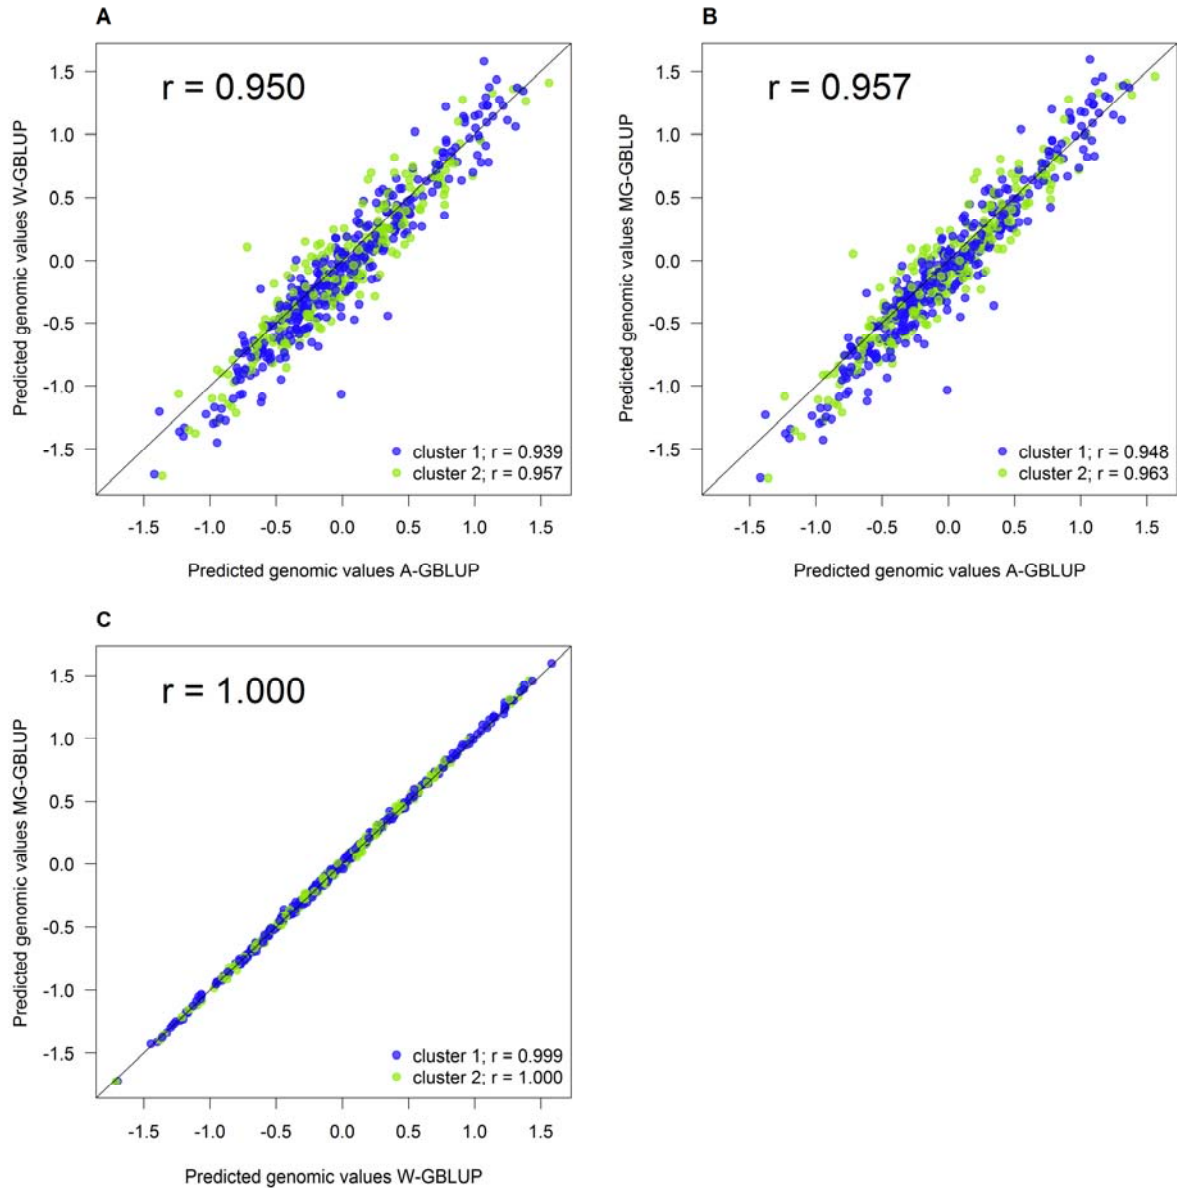 A
r = 0.950
Predicted genomic values W-GBLUP
1.5
1.0
0.5
0.0
-0.5
-1.0
-1.5
cluster 1; r = 0.939
cluster 2; r = 0.957
-1.5 -1.0 -0.5 0.0 0.5 1.0 1.5
Predicted genomic values A-GBLUP
B
r = 0.957
Predicted genomic values MG-GBLUP
1.5
1.0
0.5
0.0
-0.5
-1.0
-1.5
cluster 1; r = 0.948
cluster 2; r = 0.963
-1.5 -1.0 -0.5 0.0 0.5 1.0 1.5
Predicted genomic values A-GBLUP
C
r = 1.000
Predicted genomic values MG-GBLUP
1.5
1.0
0.5
0.0
-0.5
-1.0
-1.5
cluster 1; r = 0.999
cluster 2; r = 1.000
-1.5 -1.0 -0.5 0.0 0.5 1.0 1.5
Predicted genomic values W-GBLUP